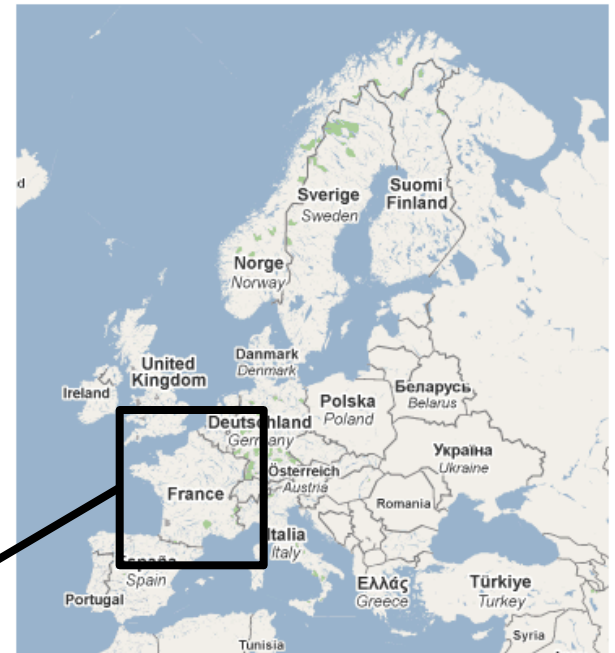 d
Sverige
Sweden
Suomi
Finland
Norge
Norway
Danmark
Denmark
United
Kingdom
Ireland
Polska
Poland
Беларусь
Belarus
Deutschland
Germany
Україна
Ukraine
Österreich
Austria
France
Romania
Italia
Italy
España
Spain
Portugal
Ελλάς
Greece
Türkiye
Turkey
Tunisia
Syria